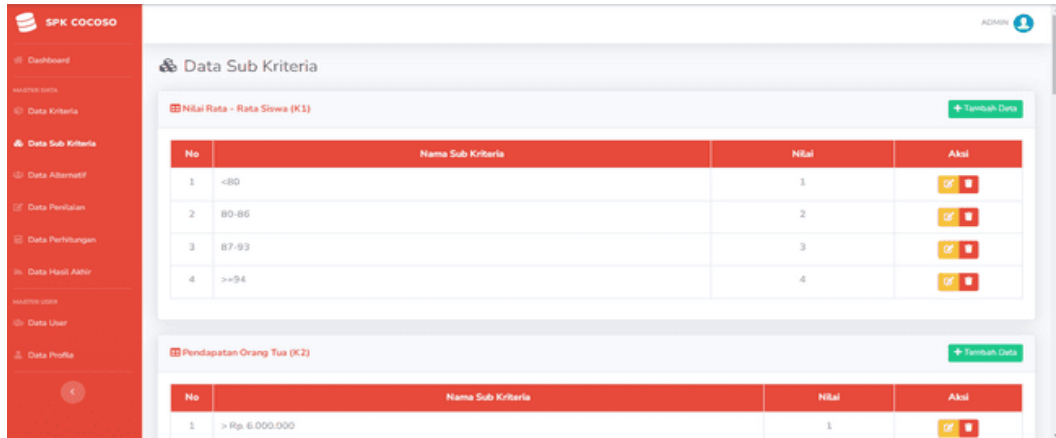 SPK COCOSO
ADMIN
Dashboard
MASTER DATA
Data Kriteria
Data Sub Kriteria
Data Alternatif
Data Penilaian
Data Perhitungan
Data Hasil Akhir
MASTER USER
Data User
Data Profile
Data Sub Kriteria
Nilai Rata - Rata Siswa (K1)
+ Tambah Data
No Nama Sub Kriteria Nilai Aksi
1 <80 1
2 80-86 2
3 87-93 3
4 >=94 4
Pendapatan Orang Tua (K2)
+ Tambah Data
No Nama Sub Kriteria Nilai Aksi
1 > Rp. 6.000.000 1